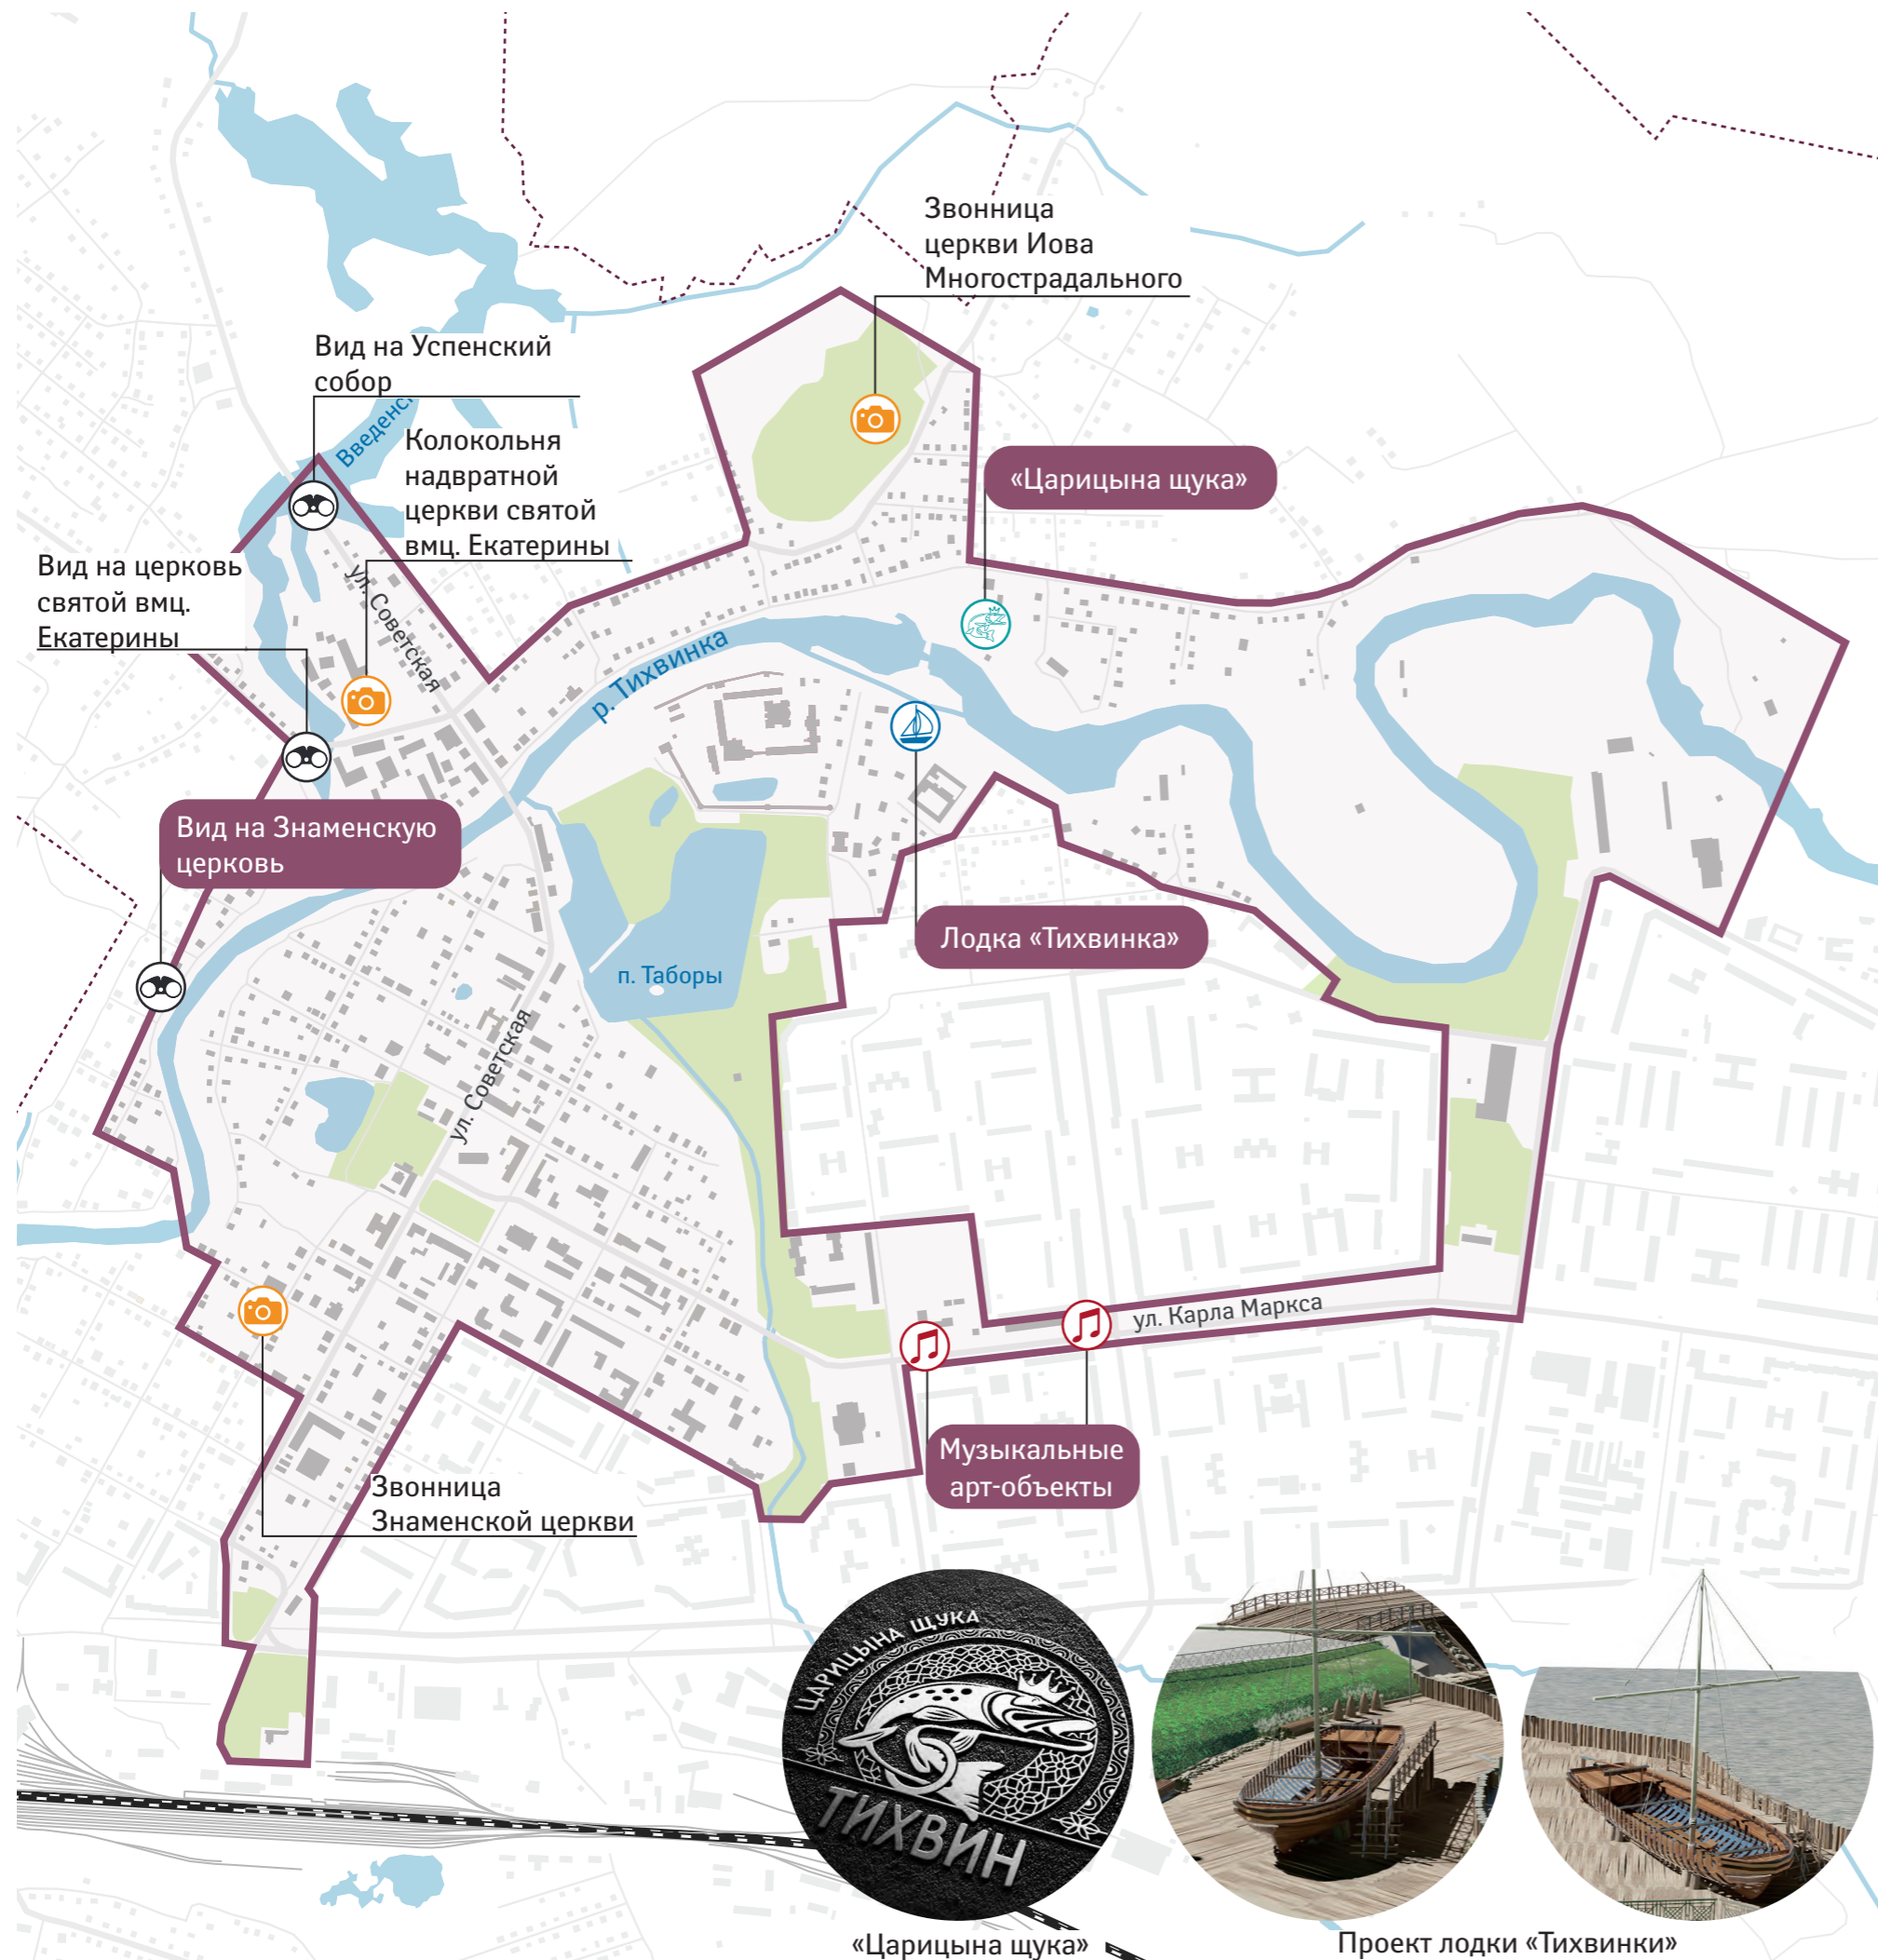 Звонница
церкви Иова
Многострадального
Вид на Успенский
собор
Введенс
Колокольня
надвратной
церкви святой
вмц. Екатерины
«Царицына щука»
Вид на церковь
святой вмц.
Екатерины
ул. Советская
р. Тихвинка
Вид на Знаменскую
церковь
Лодка «Тихвинка»
п. Таборы
ул. Советская
ул. Карла Маркса
Музыкальные
арт-объекты
Звонница
Знаменской церкви
ЦАРИЦЫНА ЩУКА
ТИХВИН
«Царицына щука»
Проект лодки «Тихвинки»